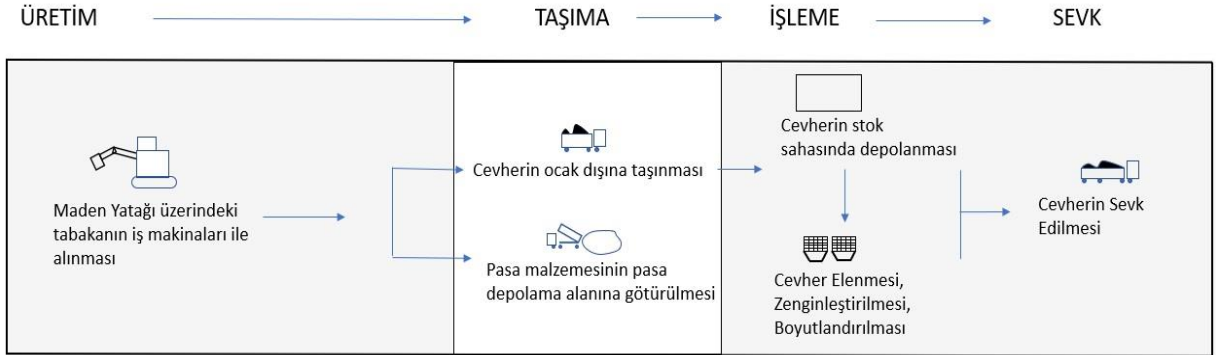 ÜRETİM
TAŞIMA
İŞLEME
SEVK
Maden Yatağı üzerindeki
tabakanın iş makinaları ile
alınması
Cevherin ocak dışına taşınması
Pasa malzemesinin pasa
depolama alanına götürülmesi
Cevherin stok
sahasında depolanması
Cevher Elenmesi,
Zenginleştirilmesi,
Boyutlandırılması
Cevherin Sevk
Edilmesi